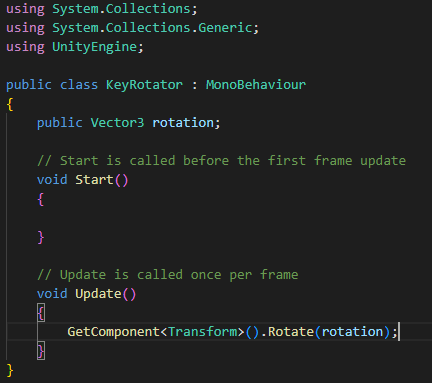 using System.Collections;
using System.Collections.Generic;
using UnityEngine;

public class KeyRotator : MonoBehaviour
{
    public Vector3 rotation;

    // Start is called before the first frame update
    void Start()
    {

    }

    // Update is called once per frame
    void Update()
    {
        GetComponent<Transform>().Rotate(rotation);
    }
}